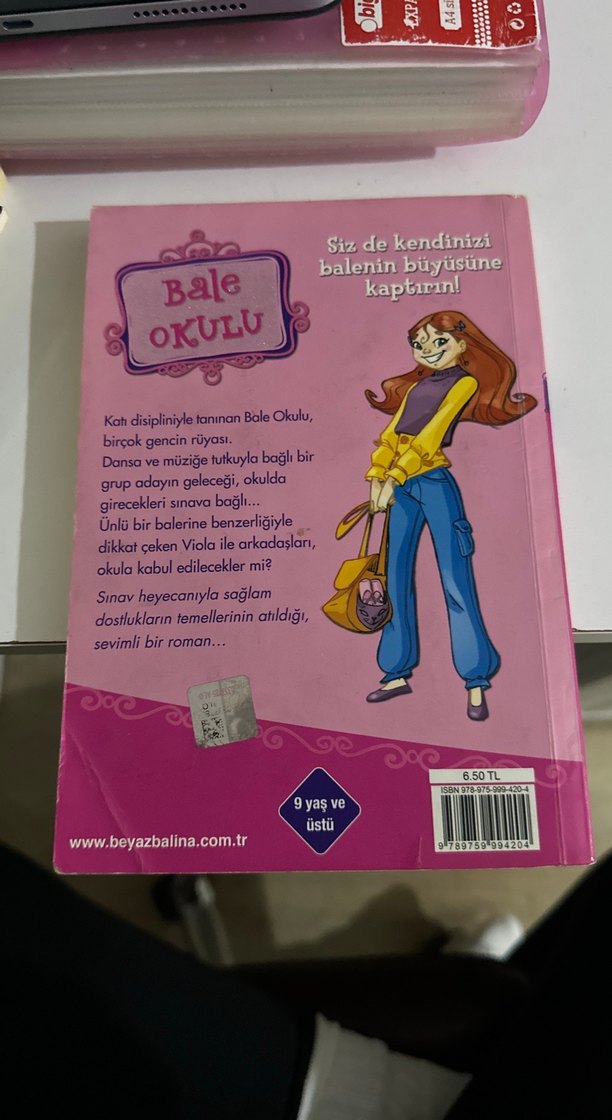 A4
Bale
OKULU
Siz de kendinizi
balenin büyüsüne
kaptırın!
Katı disipliniyle tanınan Bale Okulu,
birçok gencin rüyası.
Dansa ve müziğe tutkuyla bağlı bir
grup adayın geleceği, okulda
girecekleri sınava bağlı...
Ünlü bir balerine benzerliğiyle
dikkat çeken Viola ile arkadaşları,
okula kabul edilecekler mi?
Sınav heyecanıyla sağlam
dostlukların temellerinin atıldığı,
sevimli bir roman...
9 yaş ve
üstü
www.beyazbalina.com.tr
6.50 TL
ISBN 978-975-999-420-4
9 789759 994204